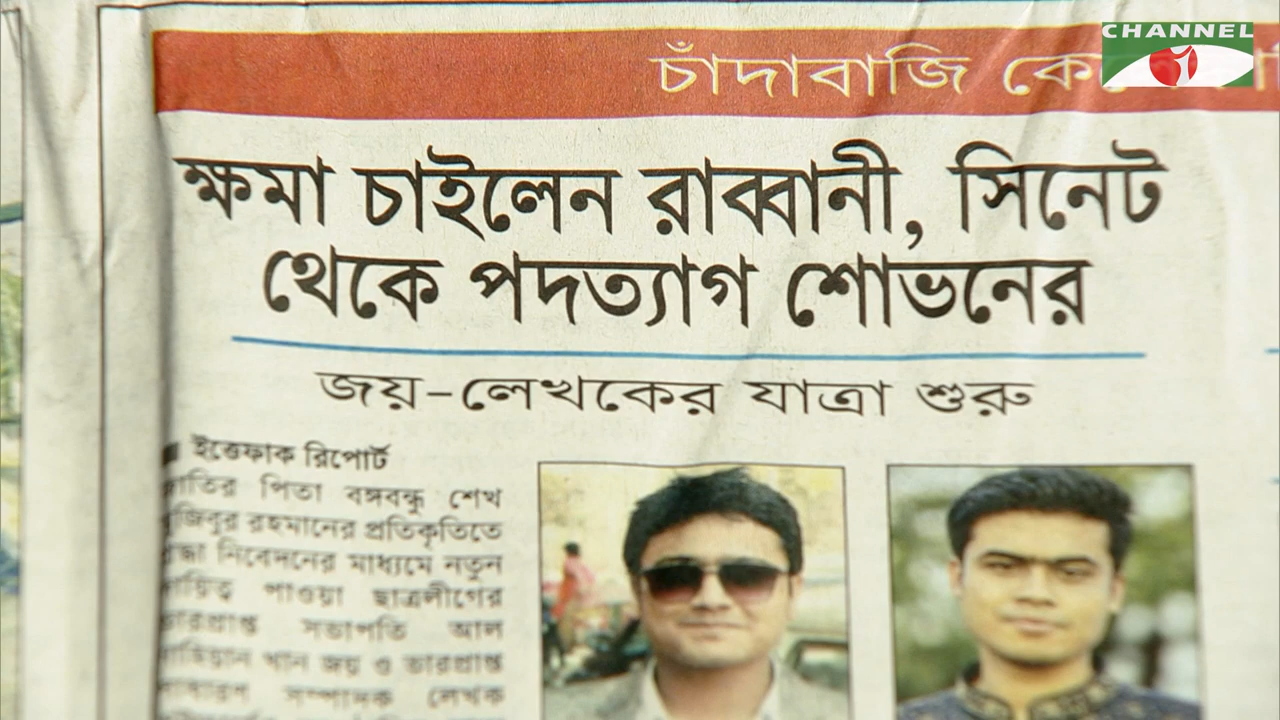 CHANNEL
চাঁদাবাজি
ক্ষমা চাইলেন রাব্বানী, সিনেট
থেকে পদত্যাগ শোভনের
জয়-লেখকের যাত্রা শুরু
ইত্তেফাক রিপোর্ট
পিতা বঙ্গবন্ধু শেখ
রহমানের প্রতিকৃতিতে
নিবেদনের মাধ্যমে নতুন
পাওয়া ছাত্রলীগের
সভাপতি আল
খান জয় ও ভারপ্রাপ্ত
সম্পাদক লেখক